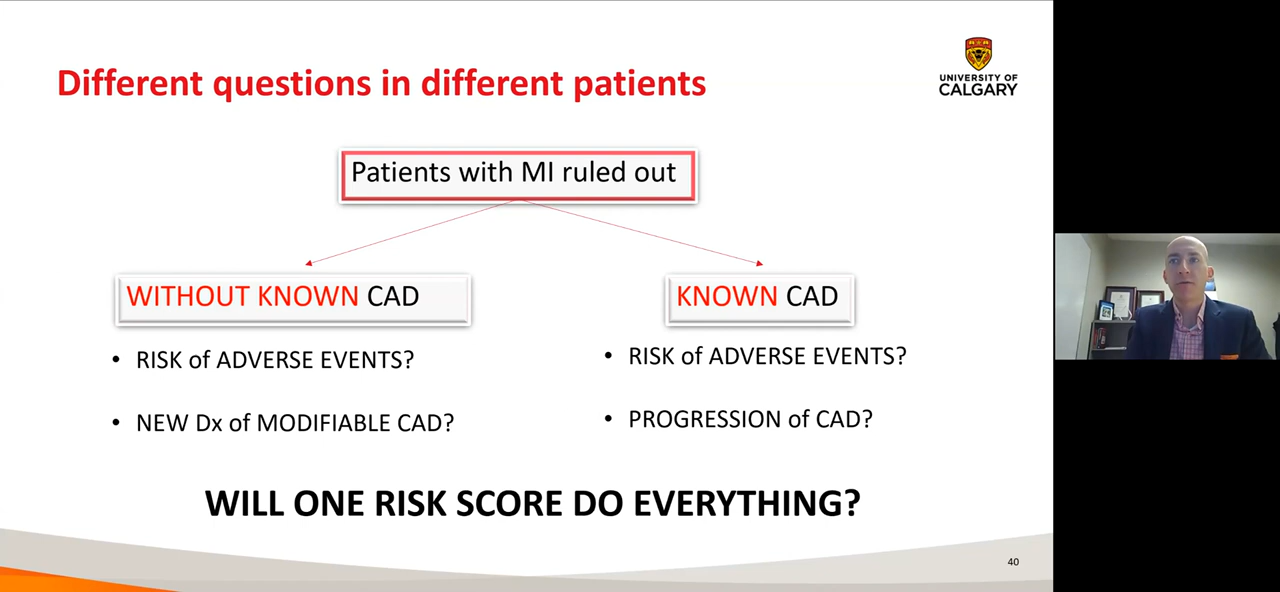 Different questions in different patients
UNIVERSITY OF
CALGARY
Patients with MI ruled out
WITHOUT KNOWN CAD
• RISK of ADVERSE EVENTS?
• NEW Dx of MODIFIABLE CAD?
KNOWN CAD
• RISK of ADVERSE EVENTS?
• PROGRESSION of CAD?
WILL ONE RISK SCORE DO EVERYTHING?
40